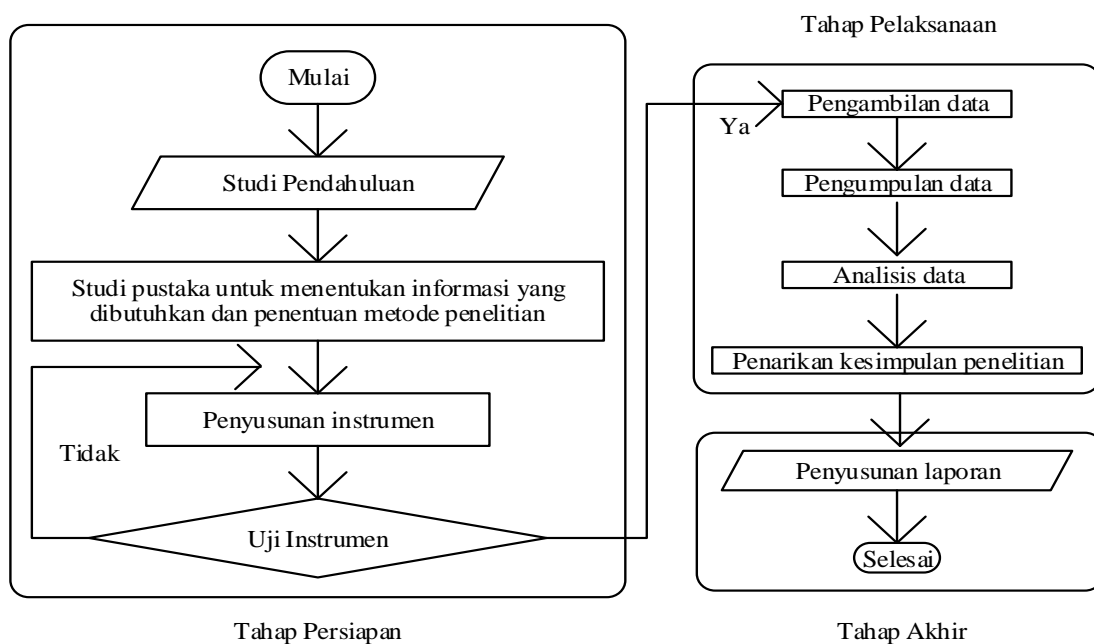 Mulai
Studi Pendahuluan
Studi pustaka untuk menentukan informasi yang
dibutuhkan dan penentuan metode penelitian
Penyusunan instrumen
Tidak
Uji Instrumen
Tahap Persiapan
Tahap Pelaksanaan
Ya
Pengambilan data
Pengumpulan data
Analisis data
Penarikan kesimpulan penelitian
Penyusunan laporan
Selesai
Tahap Akhir